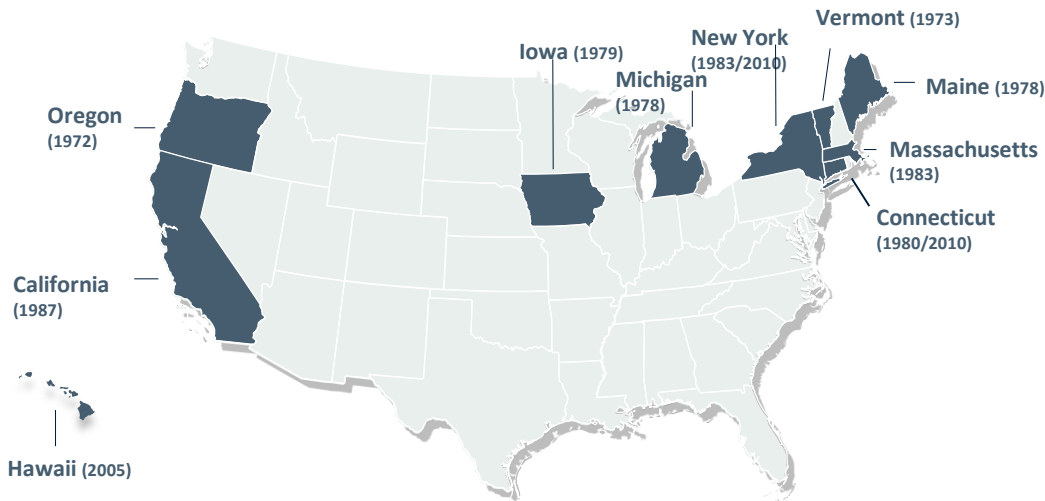 Vermont (1973)
New York
(1983/2010)
Iowa (1979)
Michigan
(1978)
Maine (1978)
Oregon
(1972)
Massachusetts
(1983)
Connecticut
(1980/2010)
California
(1987)
Hawaii (2005)